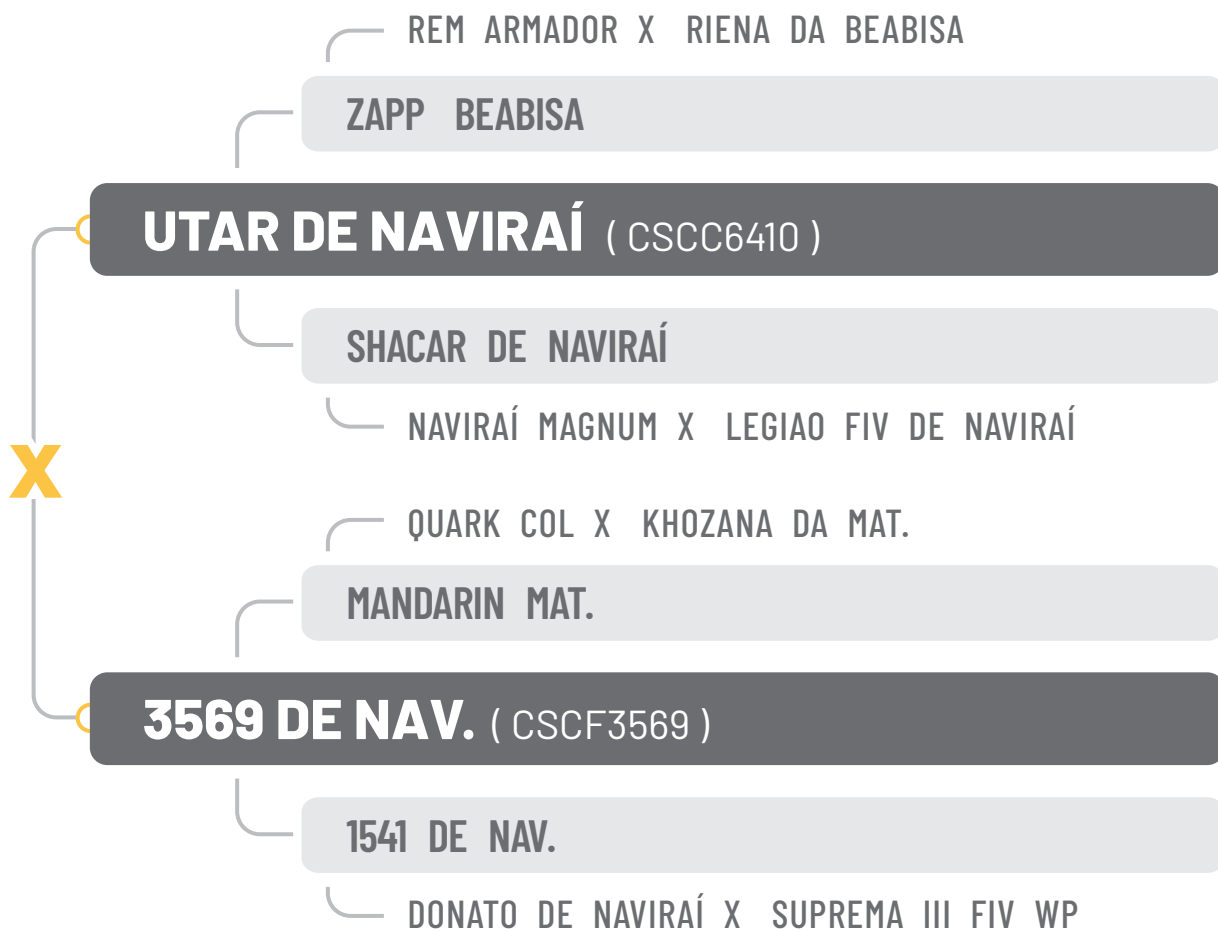 REM ARMADOR X RIENA DA BEABISA
ZAPP BEABISA
UTAR DE NAVIRAÍ ( CSCC6410 )
SHACAR DE NAVIRAÍ
NAVIRAÍ MAGNUM X LEGIAO FIV DE NAVIRAÍ
X
QUARK COL X KHOZANA DA MAT.
MANDARIN MAT.
3569 DE NAV. ( CSCF3569 )
1541 DE NAV.
DONATO DE NAVIRAÍ X SUPREMA III FIV WP